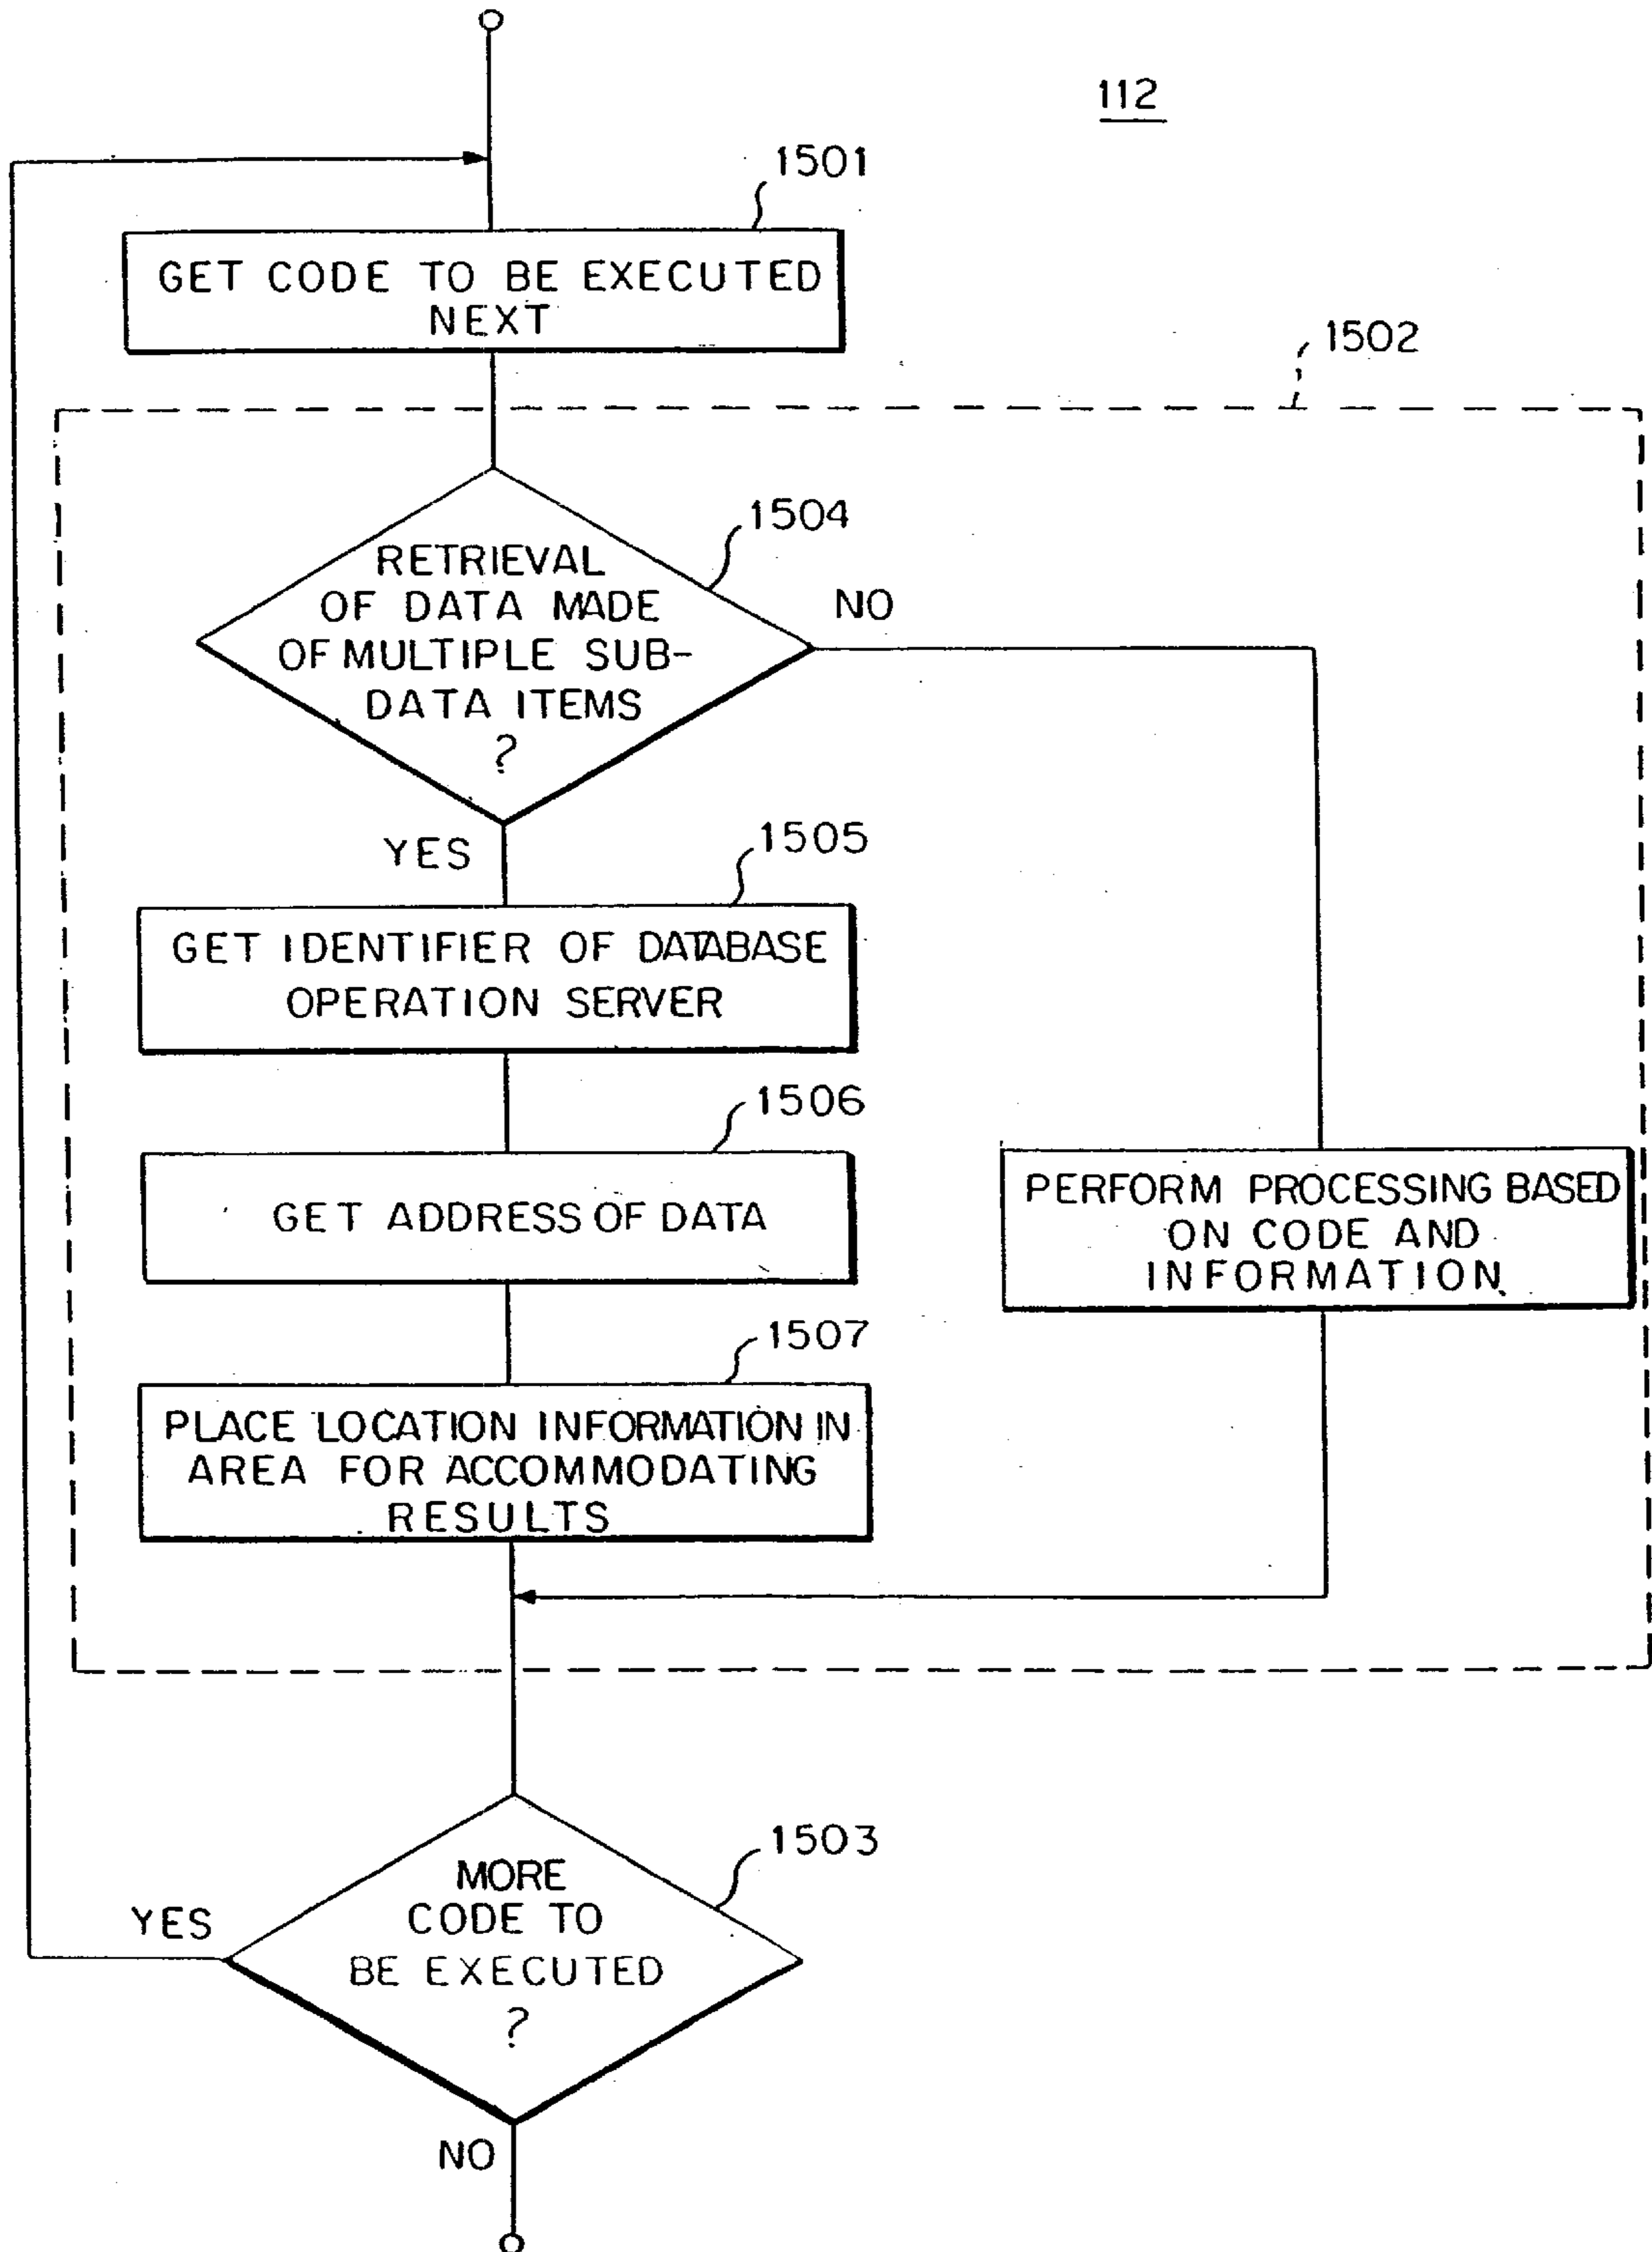 112
1501
GET CODE TO BE EXECUTED
NEXT
1502
1504
RETRIEVAL
OF DATA MADE
OF MULTIPLE SUB-
DATA ITEMS
?
NO
YES
1505
GET IDENTIFIER OF DATABASE
OPERATION SERVER
1506
GET ADDRESS OF DATA
PERFORM PROCESSING BASED
ON CODE AND
INFORMATION
1507
PLACE LOCATION INFORMATION IN
AREA FOR ACCOMMODATING
RESULTS
1503
MORE
CODE TO
BE EXECUTED
?
YES
NO